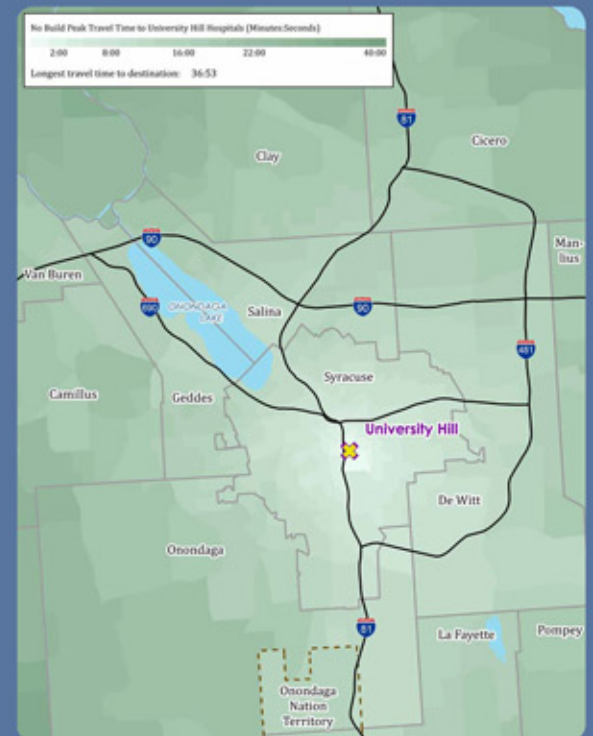 No Build Peak Travel Time to University Hill Hospitals (Minutes:Seconds)
2:00 8:00 16:00 22:00 40:00
Longest travel time to destination: 36:53
81
Cicero
Clay
90
Man-
lius
Van Buren
690
ONONDAGA
LAKE
Salina
90
481
Syracuse
Camillus
Geddes
University Hill
De Witt
Onondaga
81
La Fayette
Pompey
Onondaga
Nation
Territory